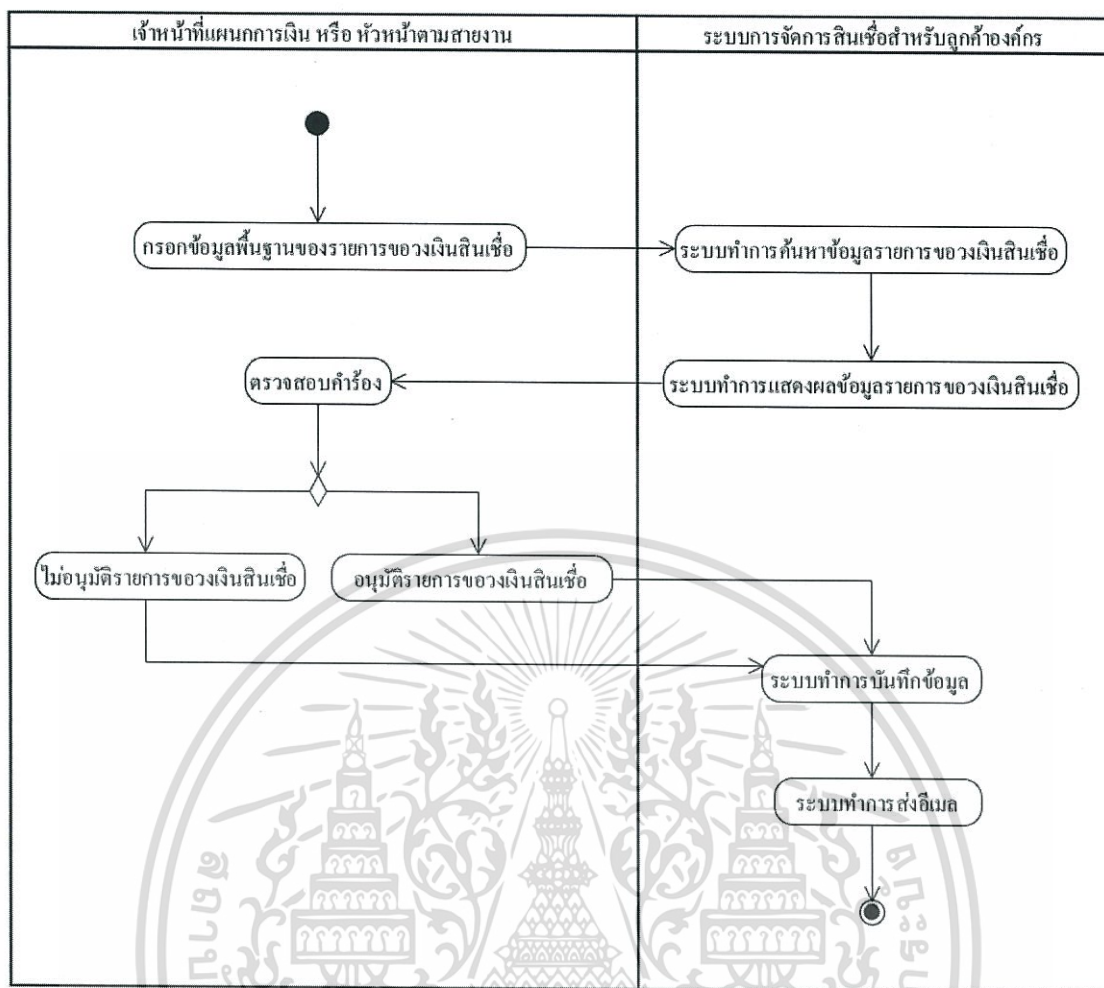 เจ้าหน้าที่แผนกการเงิน หรือ หัวหน้าตามสายงาน
ระบบการจัดการสินเชื่อสำหรับลูกค้าองค์กร
กรอกข้อมูลพื้นฐานของรายการขอวงเงินสินเชื่อ
ระบบทำการค้นหาข้อมูลรายการขอวงเงินสินเชื่อ
ตรวจสอบคำร้อง
ระบบทำการแสดงผลข้อมูลรายการขอวงเงินสินเชื่อ
ไม่อนุมัติรายการขอวงเงินสินเชื่อ
อนุมัติรายการขอวงเงินสินเชื่อ
ระบบทำการบันทึกข้อมูล
ระบบทำการส่งอีเมล